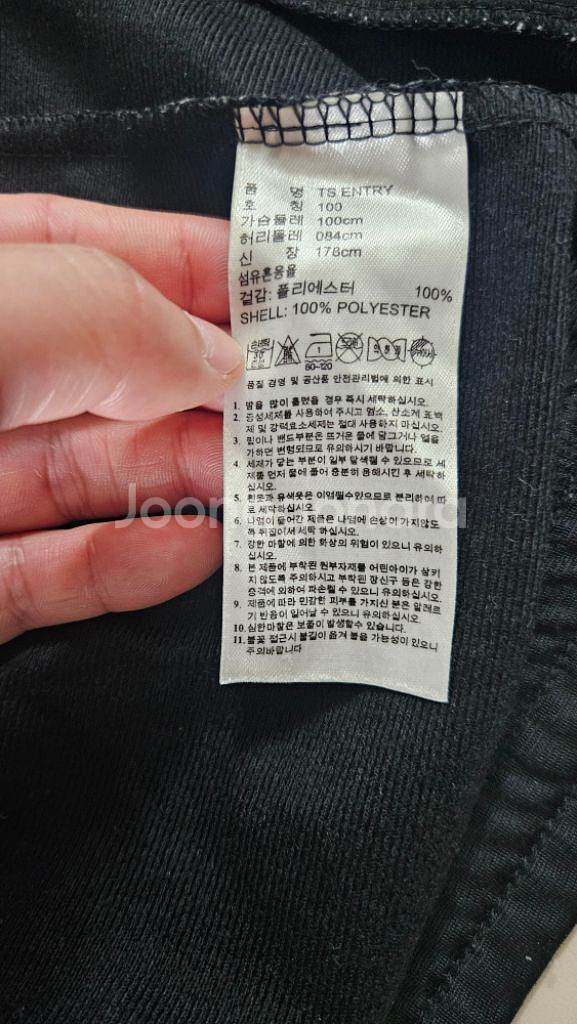 품 명 TS ENTRY
호 칭 100
가슴둘레 100cm
허리둘레 084cm
신 장 176cm
섬유혼용율
겉감: 폴리에스터 100%
SHELL: 100% POLYESTER
80~120
품질 경영 및 공산품 안전관리법에 의한 표시
1. 땀을 많이 흘렸을 경우 즉시 세탁하십시오.
2. 중성세제를 사용하여 주시고 염소, 산소계 표백
제 및 강력효소세제는 절대 사용하지 마십시오.
3. 밑이나 밴드부분은 뜨거운 물에 담그거나 열을
가하면 변형되므로 유의하시기 바랍니다.
4. 세제가 닿는 부분이 일부 탈색될 수 있으므로 세
제를 먼저 물에 풀어 충분히 용해시킨 후 세탁하
십시오.
5. 흰옷과 유색옷은 이염될수있으므로 분리하여 따
로 세탁하십시오.
6. 나염이 들어간 제품은 나염에 손상이 가지않도
록 뒤집어서 세탁 하십시오.
7. 강한 마찰에 의한 화상의 위험이 있으니 유의하
십시오.
8. 본 제품에 부착된 원부자재를 어린아이가 삼키
지 않도록 주의하시고 부착된 장신구 등은 강한
충격에 의하여 파손될 수 있으니 유의하십시오.
9. 제품에 따라 민감한 피부를 가지신 분은 알레르
기 반응이 일어날 수 있으니 유의하십시오.
10. 심한마찰은 보풀이 발생할수 있습니다.
11. 불꽃 접근시 불길이 옮겨 붙을 가능성이 있으니
주의바랍니다